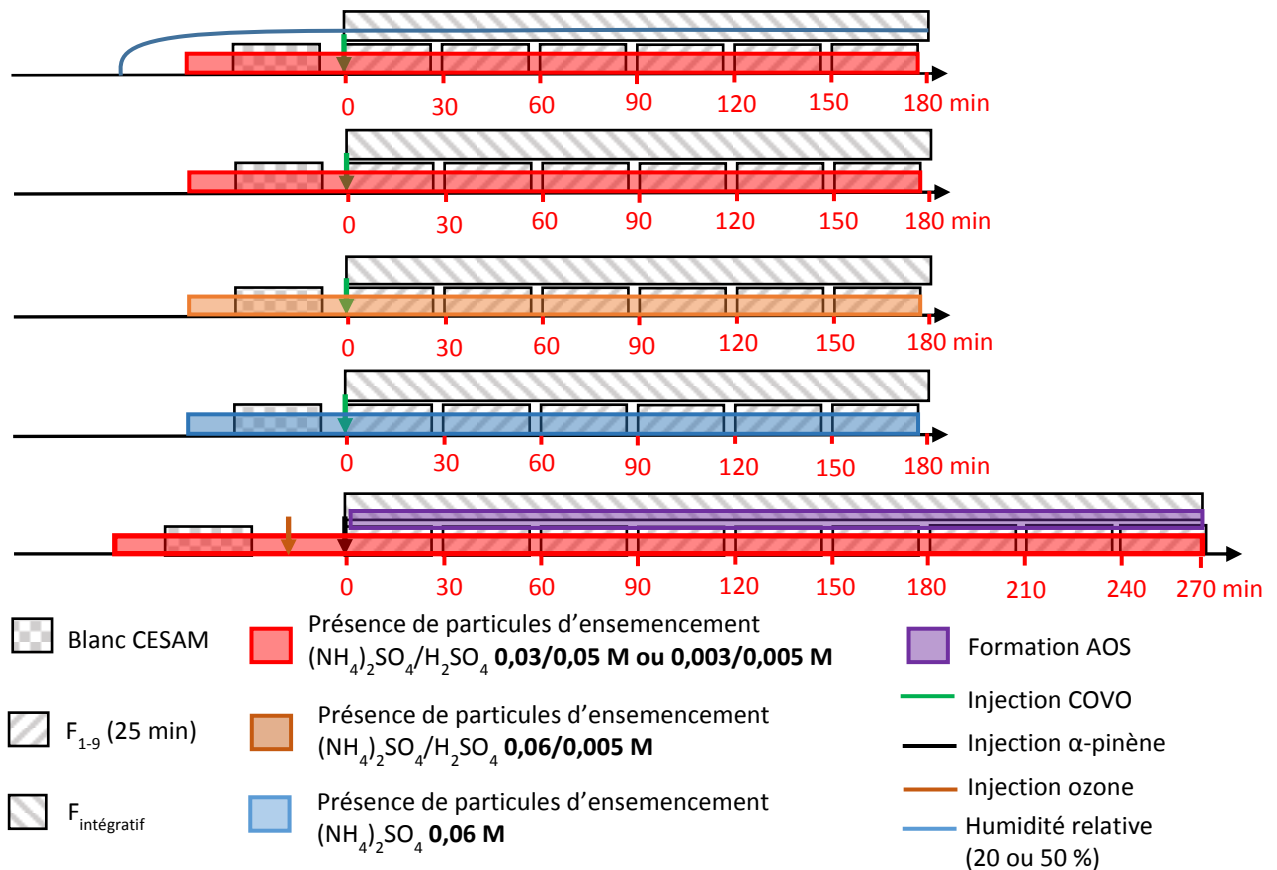 0 30 60 90 120 150 180 min
0 30 60 90 120 150 180 min
0 30 60 90 120 150 180 min
0 30 60 90 120 150 180 min
0 30 60 90 120 150 180 210 240 270 min
Blanc CESAM
F1-9 (25 min)
Fintégratif
Présence de particules d’ensemencement
(NH4)2SO4/H2SO4 0,03/0,05 M ou 0,003/0,005 M
Présence de particules d’ensemencement
(NH4)2SO4/H2SO4 0,06/0,005 M
Présence de particules d’ensemencement
(NH4)2SO4 0,06 M
Formation AOS
Injection COVO
Injection α-pinène
Injection ozone
Humidité relative
(20 ou 50 %)